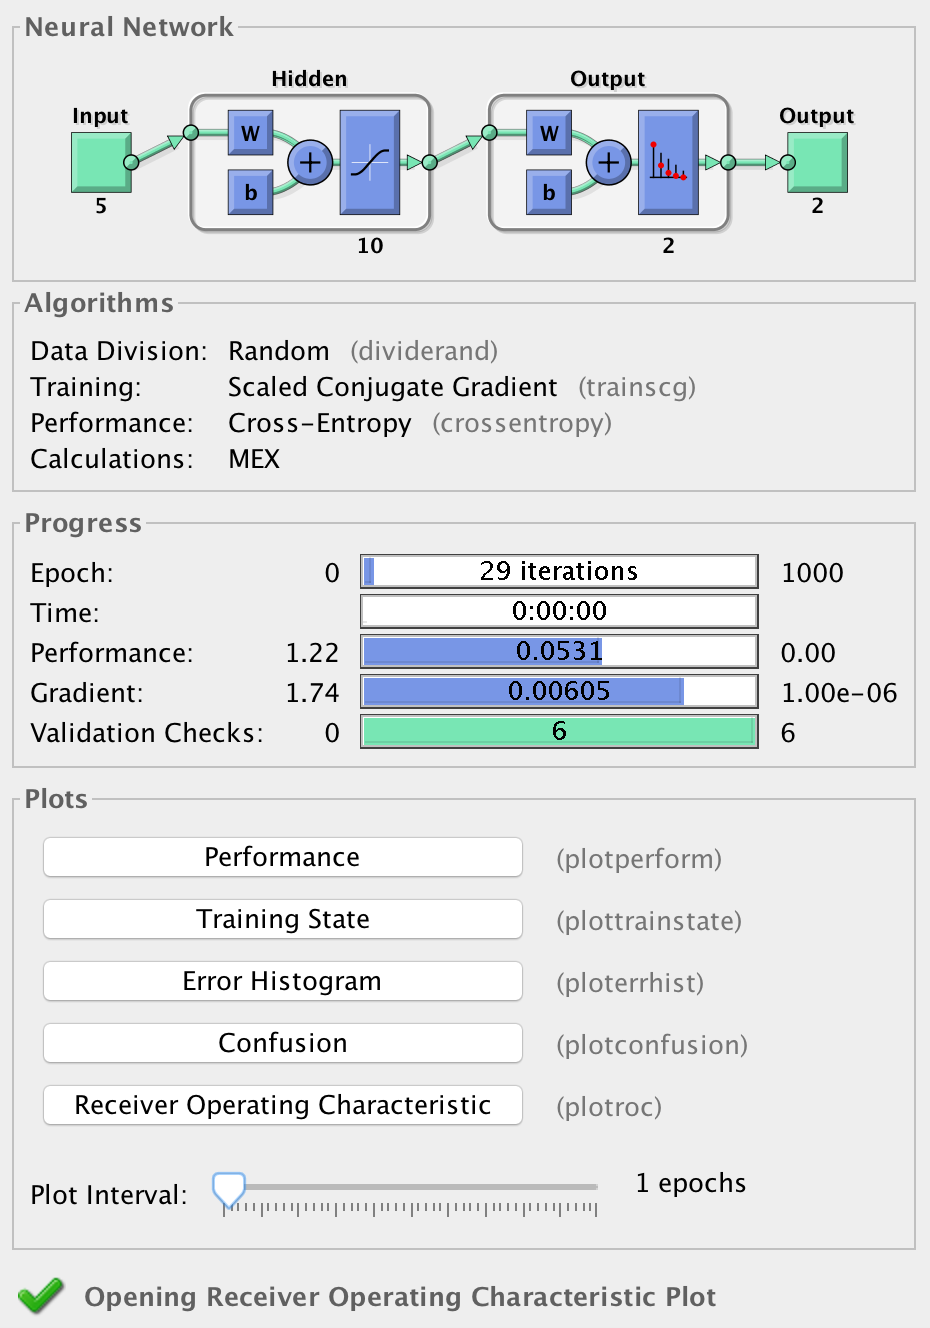 Neural Network
Hidden
Output
Input
Output
W
W
+
+
b
b
5
2
10
2
Algorithms
Data Division: Random (dividerand)
Training: Scaled Conjugate Gradient (trainscg)
Performance: Cross-Entropy (crossentropy)
Calculations: MEX
Progress
Epoch: 0 29 iterations 1000
Time: 0:00:00
Performance: 1.22 0.0531 0.00
Gradient: 1.74 0.00605 1.00e-06
Validation Checks: 0 6 6
Plots
Performance (plotperform)
Training State (plottrainstate)
Error Histogram (ploterrhist)
Confusion (plotconfusion)
Receiver Operating Characteristic (plotroc)
Plot Interval: 1 epochs
Opening Receiver Operating Characteristic Plot